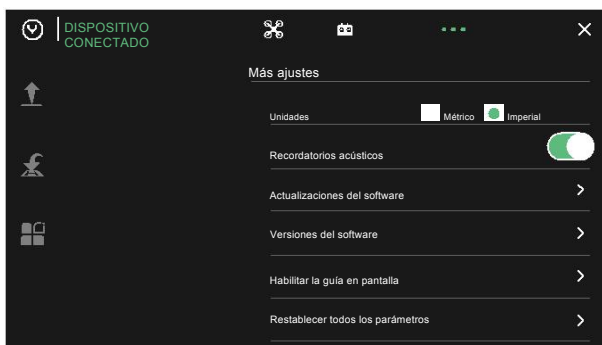 DISPOSITIVO
CONECTADO
Más ajustes
Unidades Métrico Imperial
Recordatorios acústicos
Actualizaciones del software
Versiones del software
Habilitar la guía en pantalla
Restablecer todos los parámetros